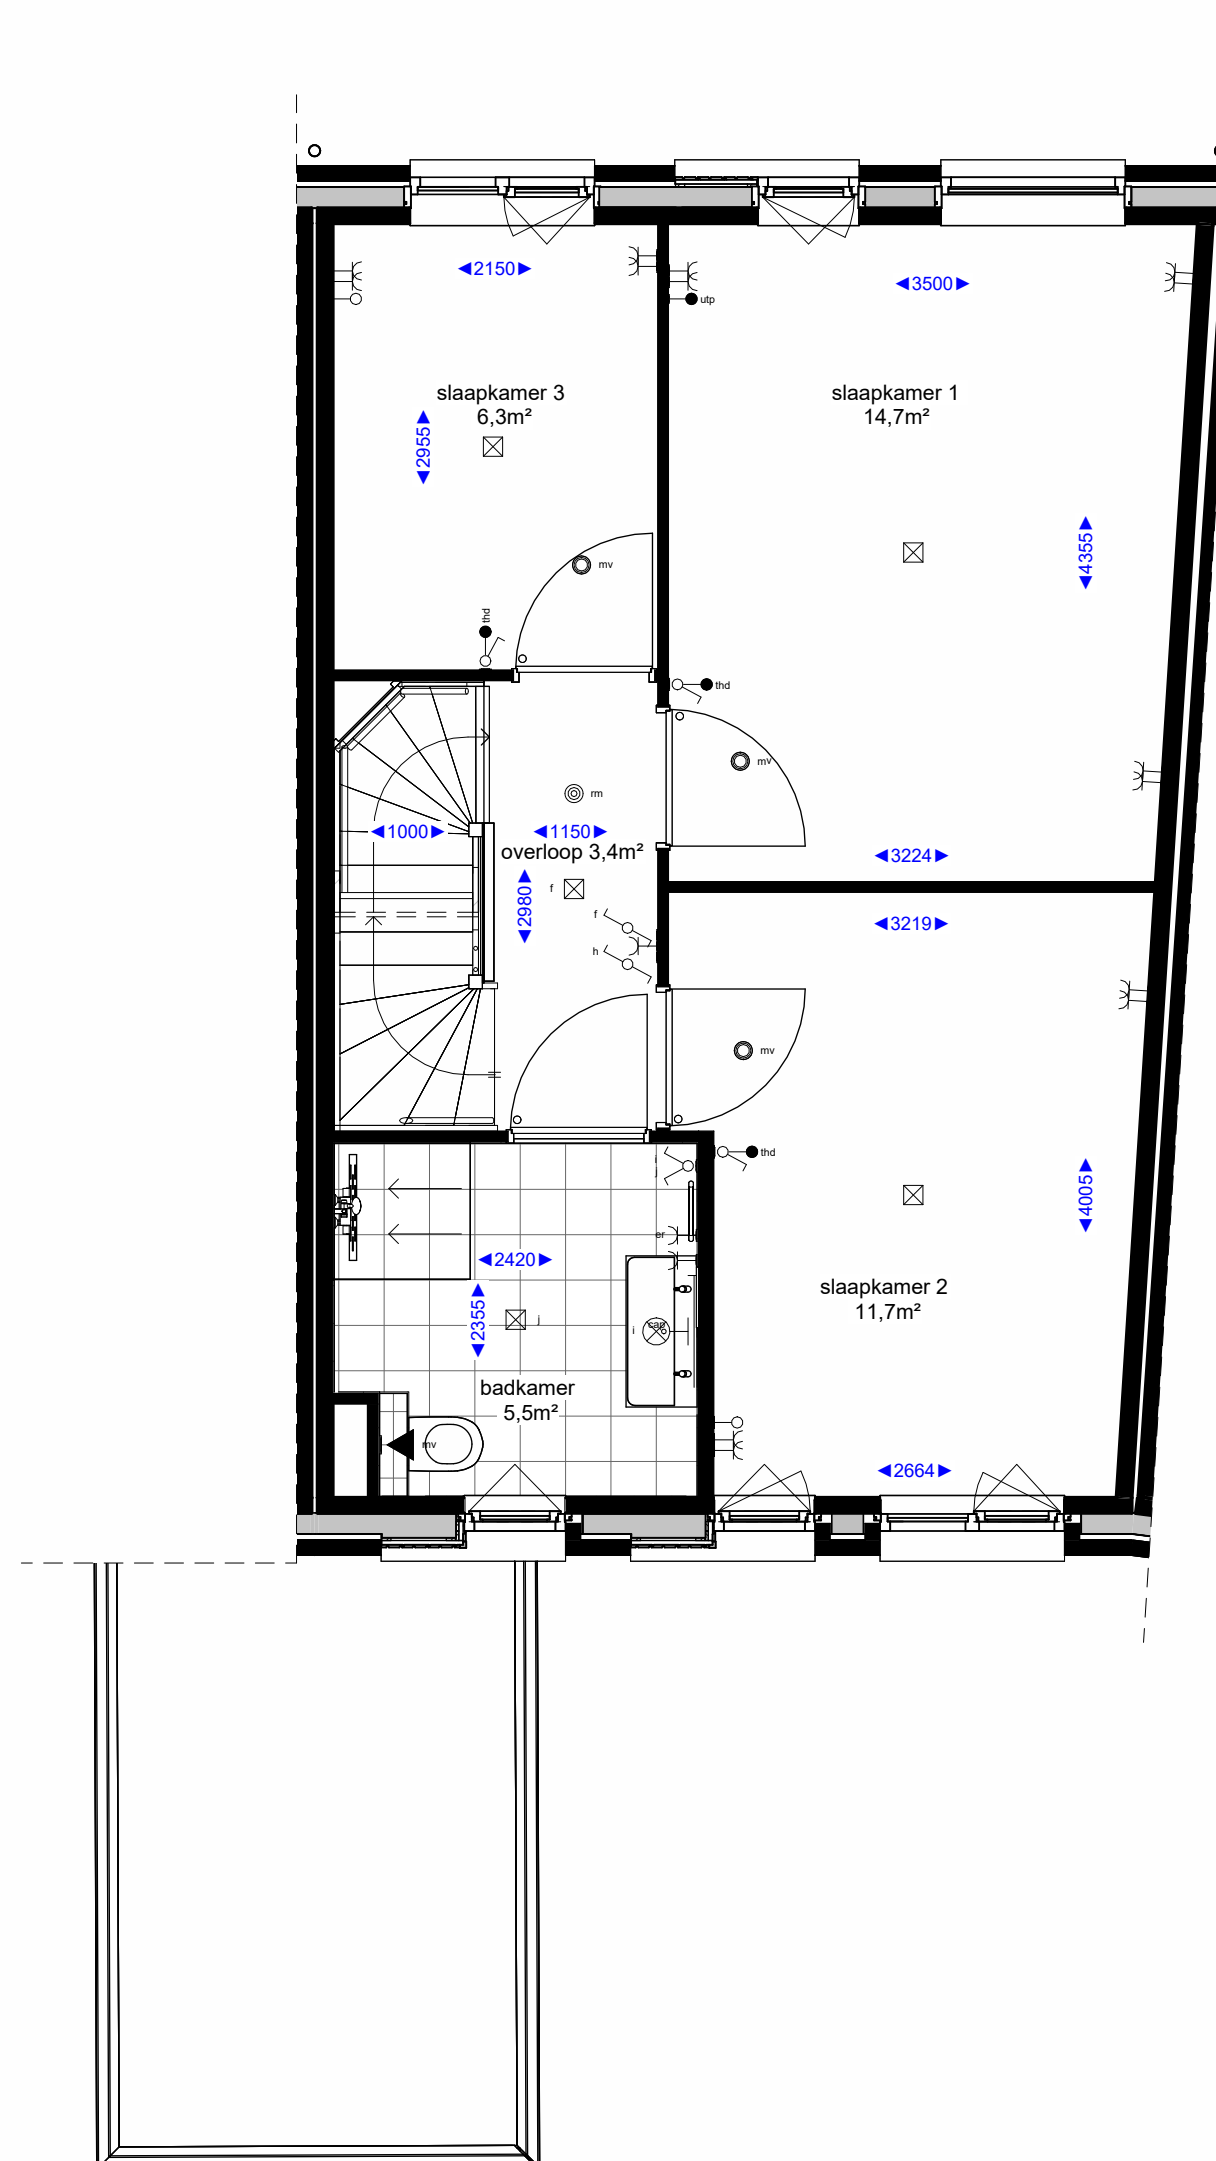 2150
3500
utp
slaapkamer 3
6,3m²
slaapkamer 1
14,7m²
2955
4355
mv
thd
thd
mv
rm
1000
1150
overloop 3,4m²
3224
f
2980
f
3219
h
mv
thd
4005
er
2420
2355
j
slaapkamer 2
11,7m²
i
cap
badkamer
5,5m²
mv
2664